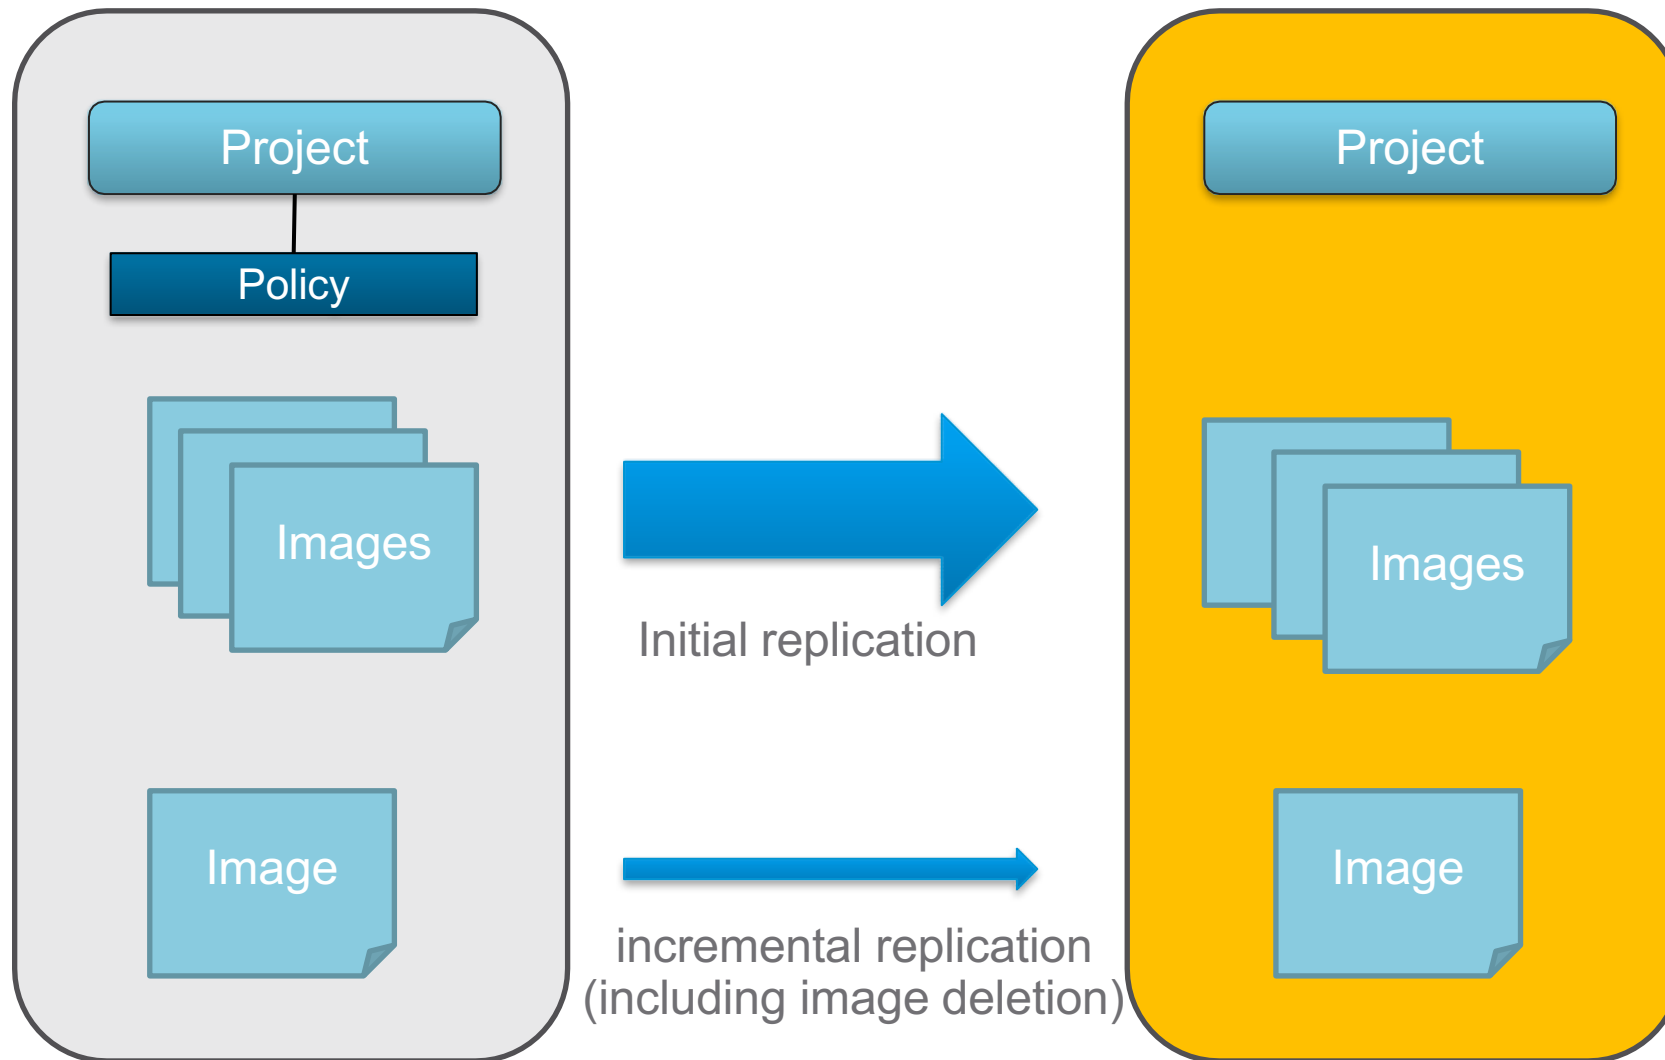 Project
Project
Policy
Images
Images
Initial replication
Image
Image
incremental replication
(including image deletion)